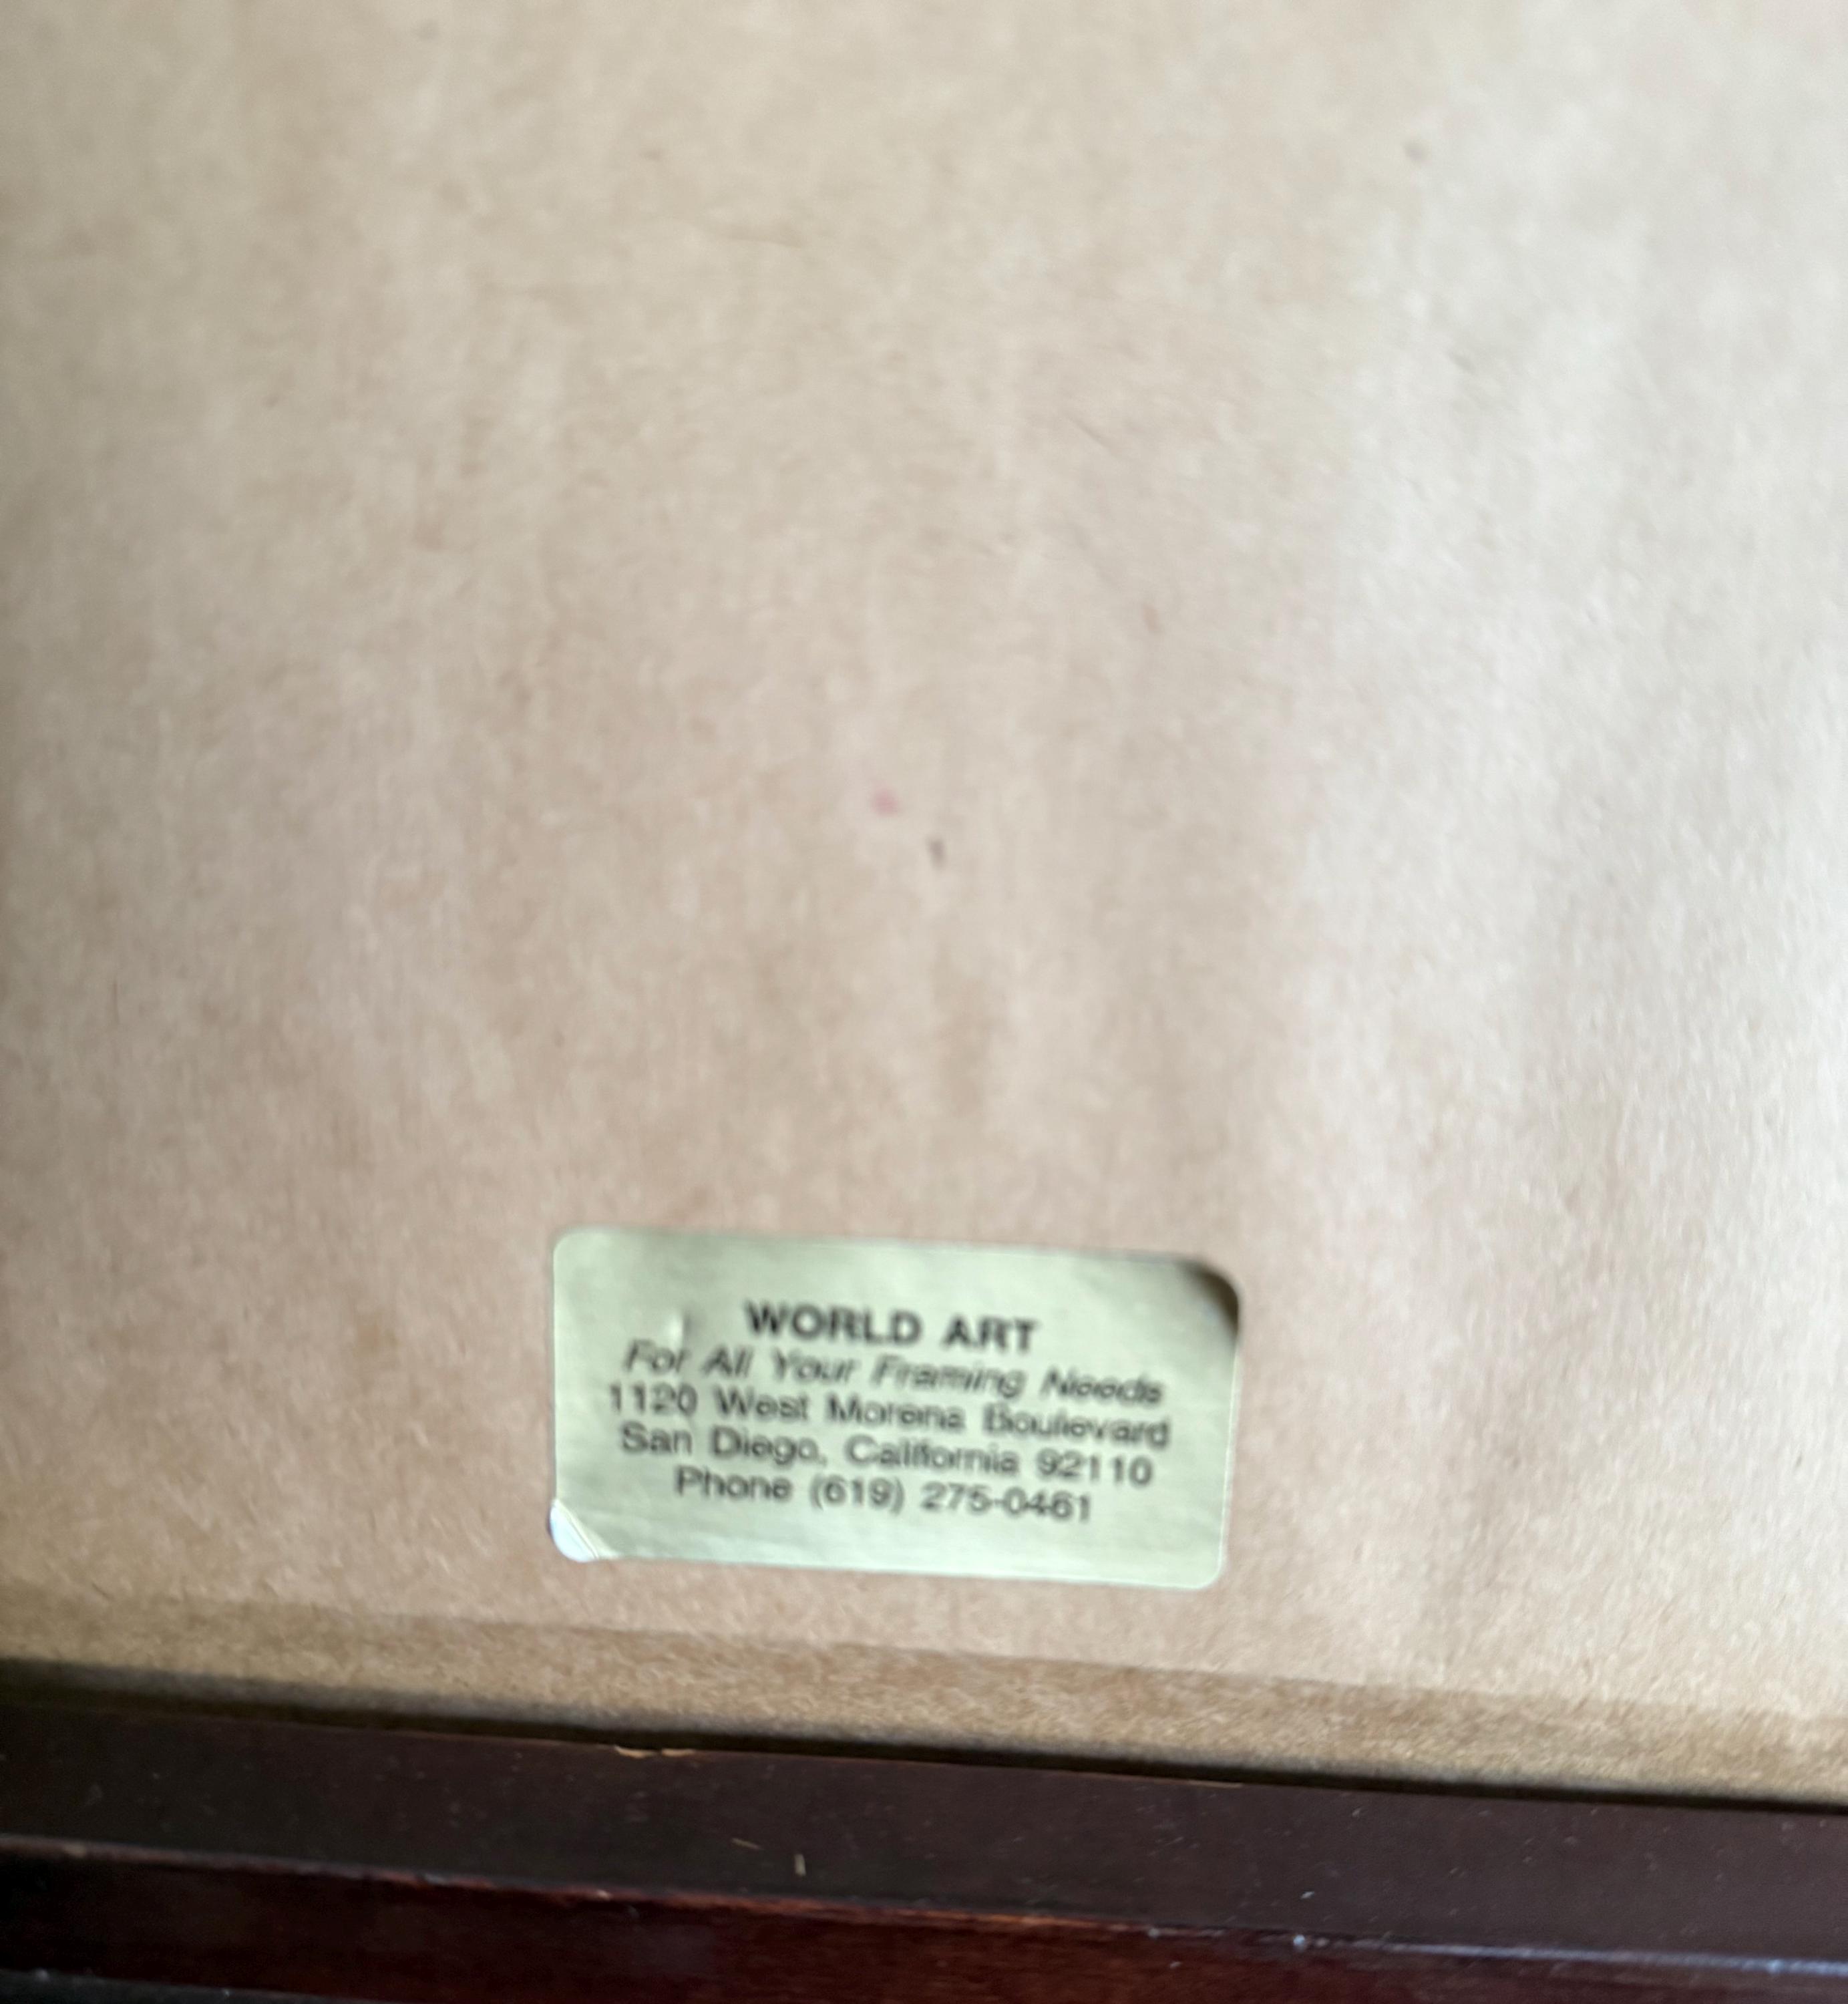 WORLD ART
For All Your Framing Needs
1120 West Morena Boulevard
San Diego, California 92110
Phone (619) 275-0461